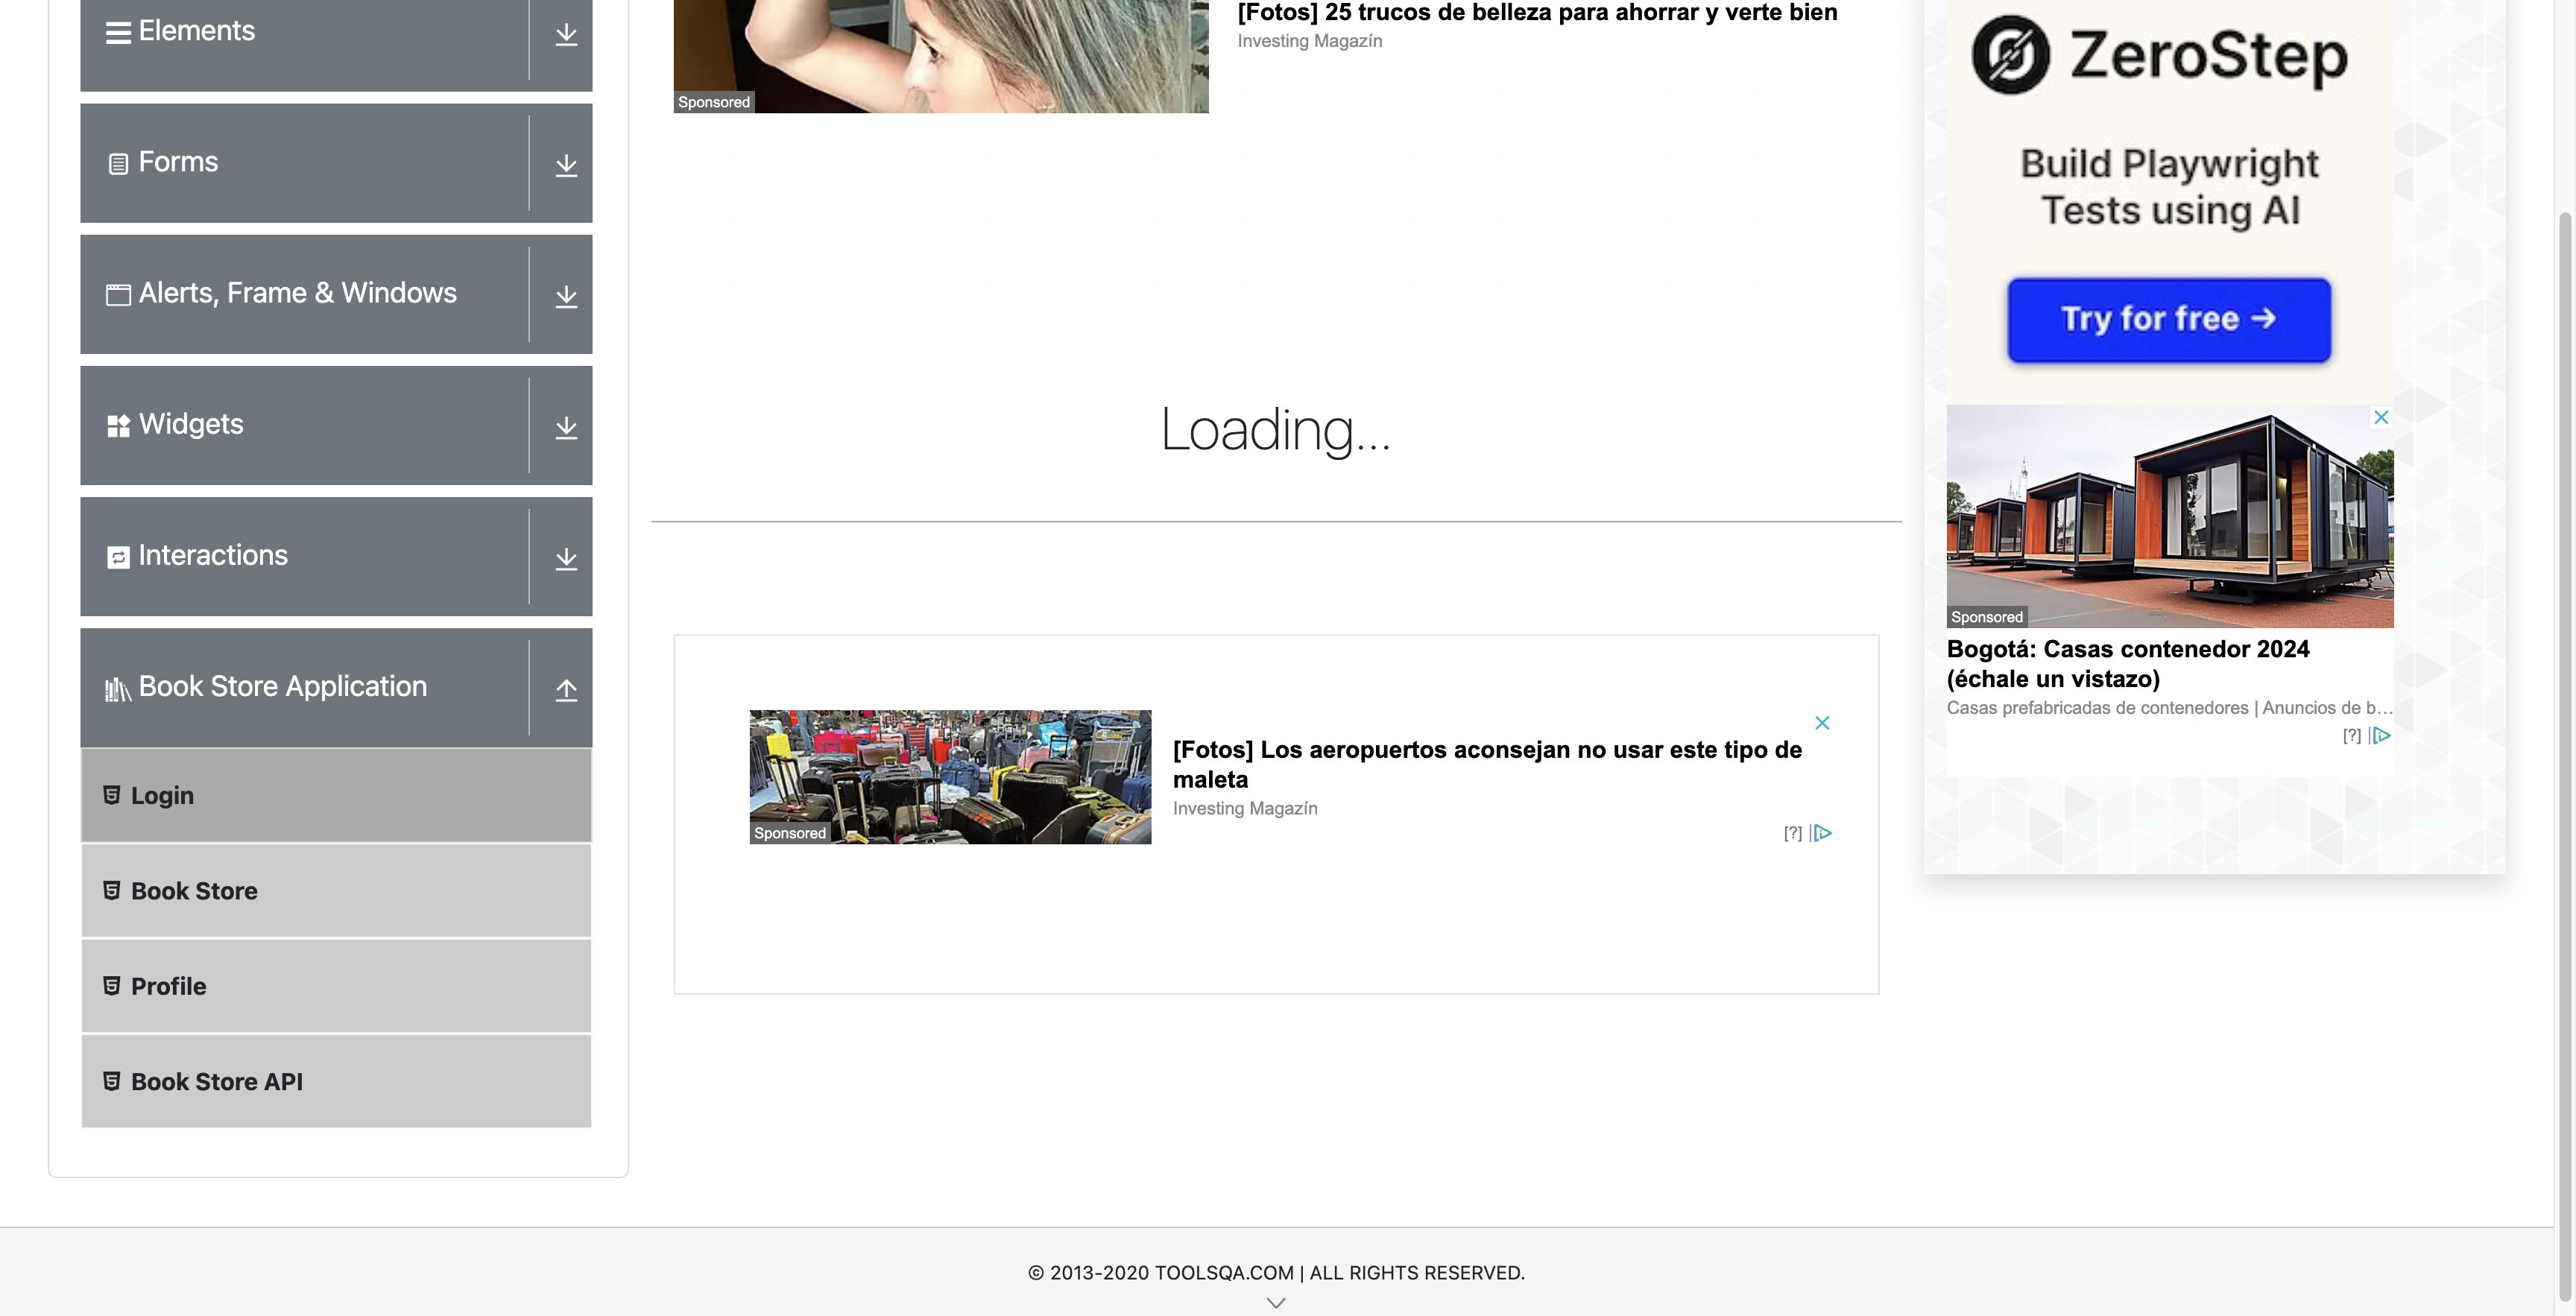 Elements
Forms
Alerts, Frame & Windows
Widgets
Interactions
Book Store Application
Login
Book Store
Profile
Book Store API
[Fotos] 25 trucos de belleza para ahorrar y verte bien
Investing Magazín
Sponsored
Loading...
[Fotos] Los aeropuertos aconsejan no usar este tipo de
maleta
Investing Magazín
Sponsored
[?]
ZeroStep
Build Playwright
Tests using AI
Try for free →
Sponsored
Bogotá: Casas contenedor 2024
(échale un vistazo)
Casas prefabricadas de contenedores | Anuncios de b...
[?]
© 2013-2020 TOOLSQA.COM | ALL RIGHTS RESERVED.